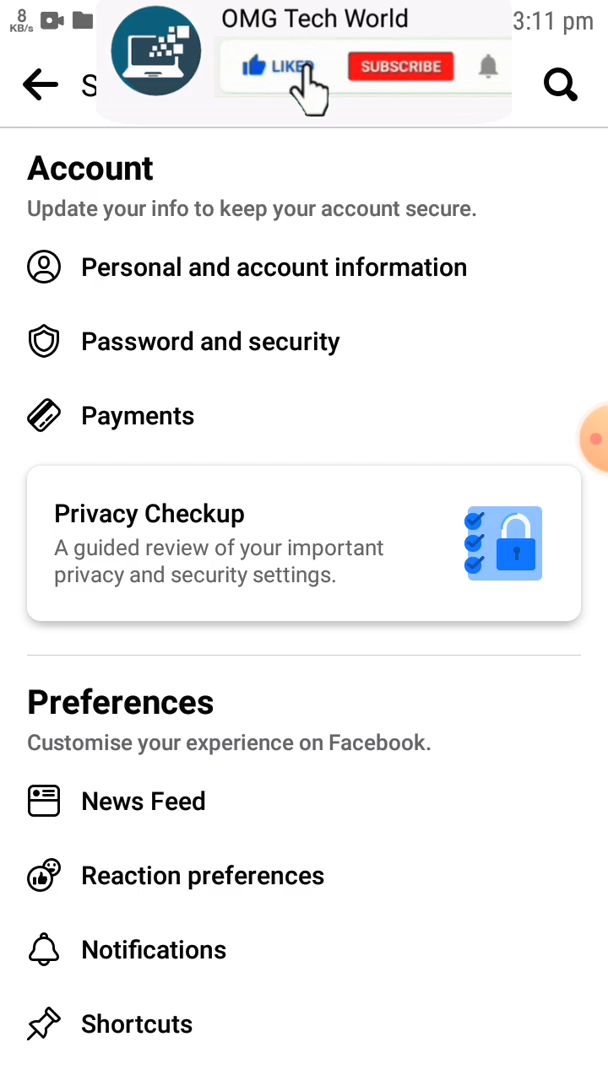 8
KB/s
OMG Tech World
3:11 pm
LIKE
SUBSCRIBE
S
Account
Update your info to keep your account secure.
Personal and account information
Password and security
Payments
Privacy Checkup
A guided review of your important
privacy and security settings.
Preferences
Customise your experience on Facebook.
News Feed
Reaction preferences
Notifications
Shortcuts